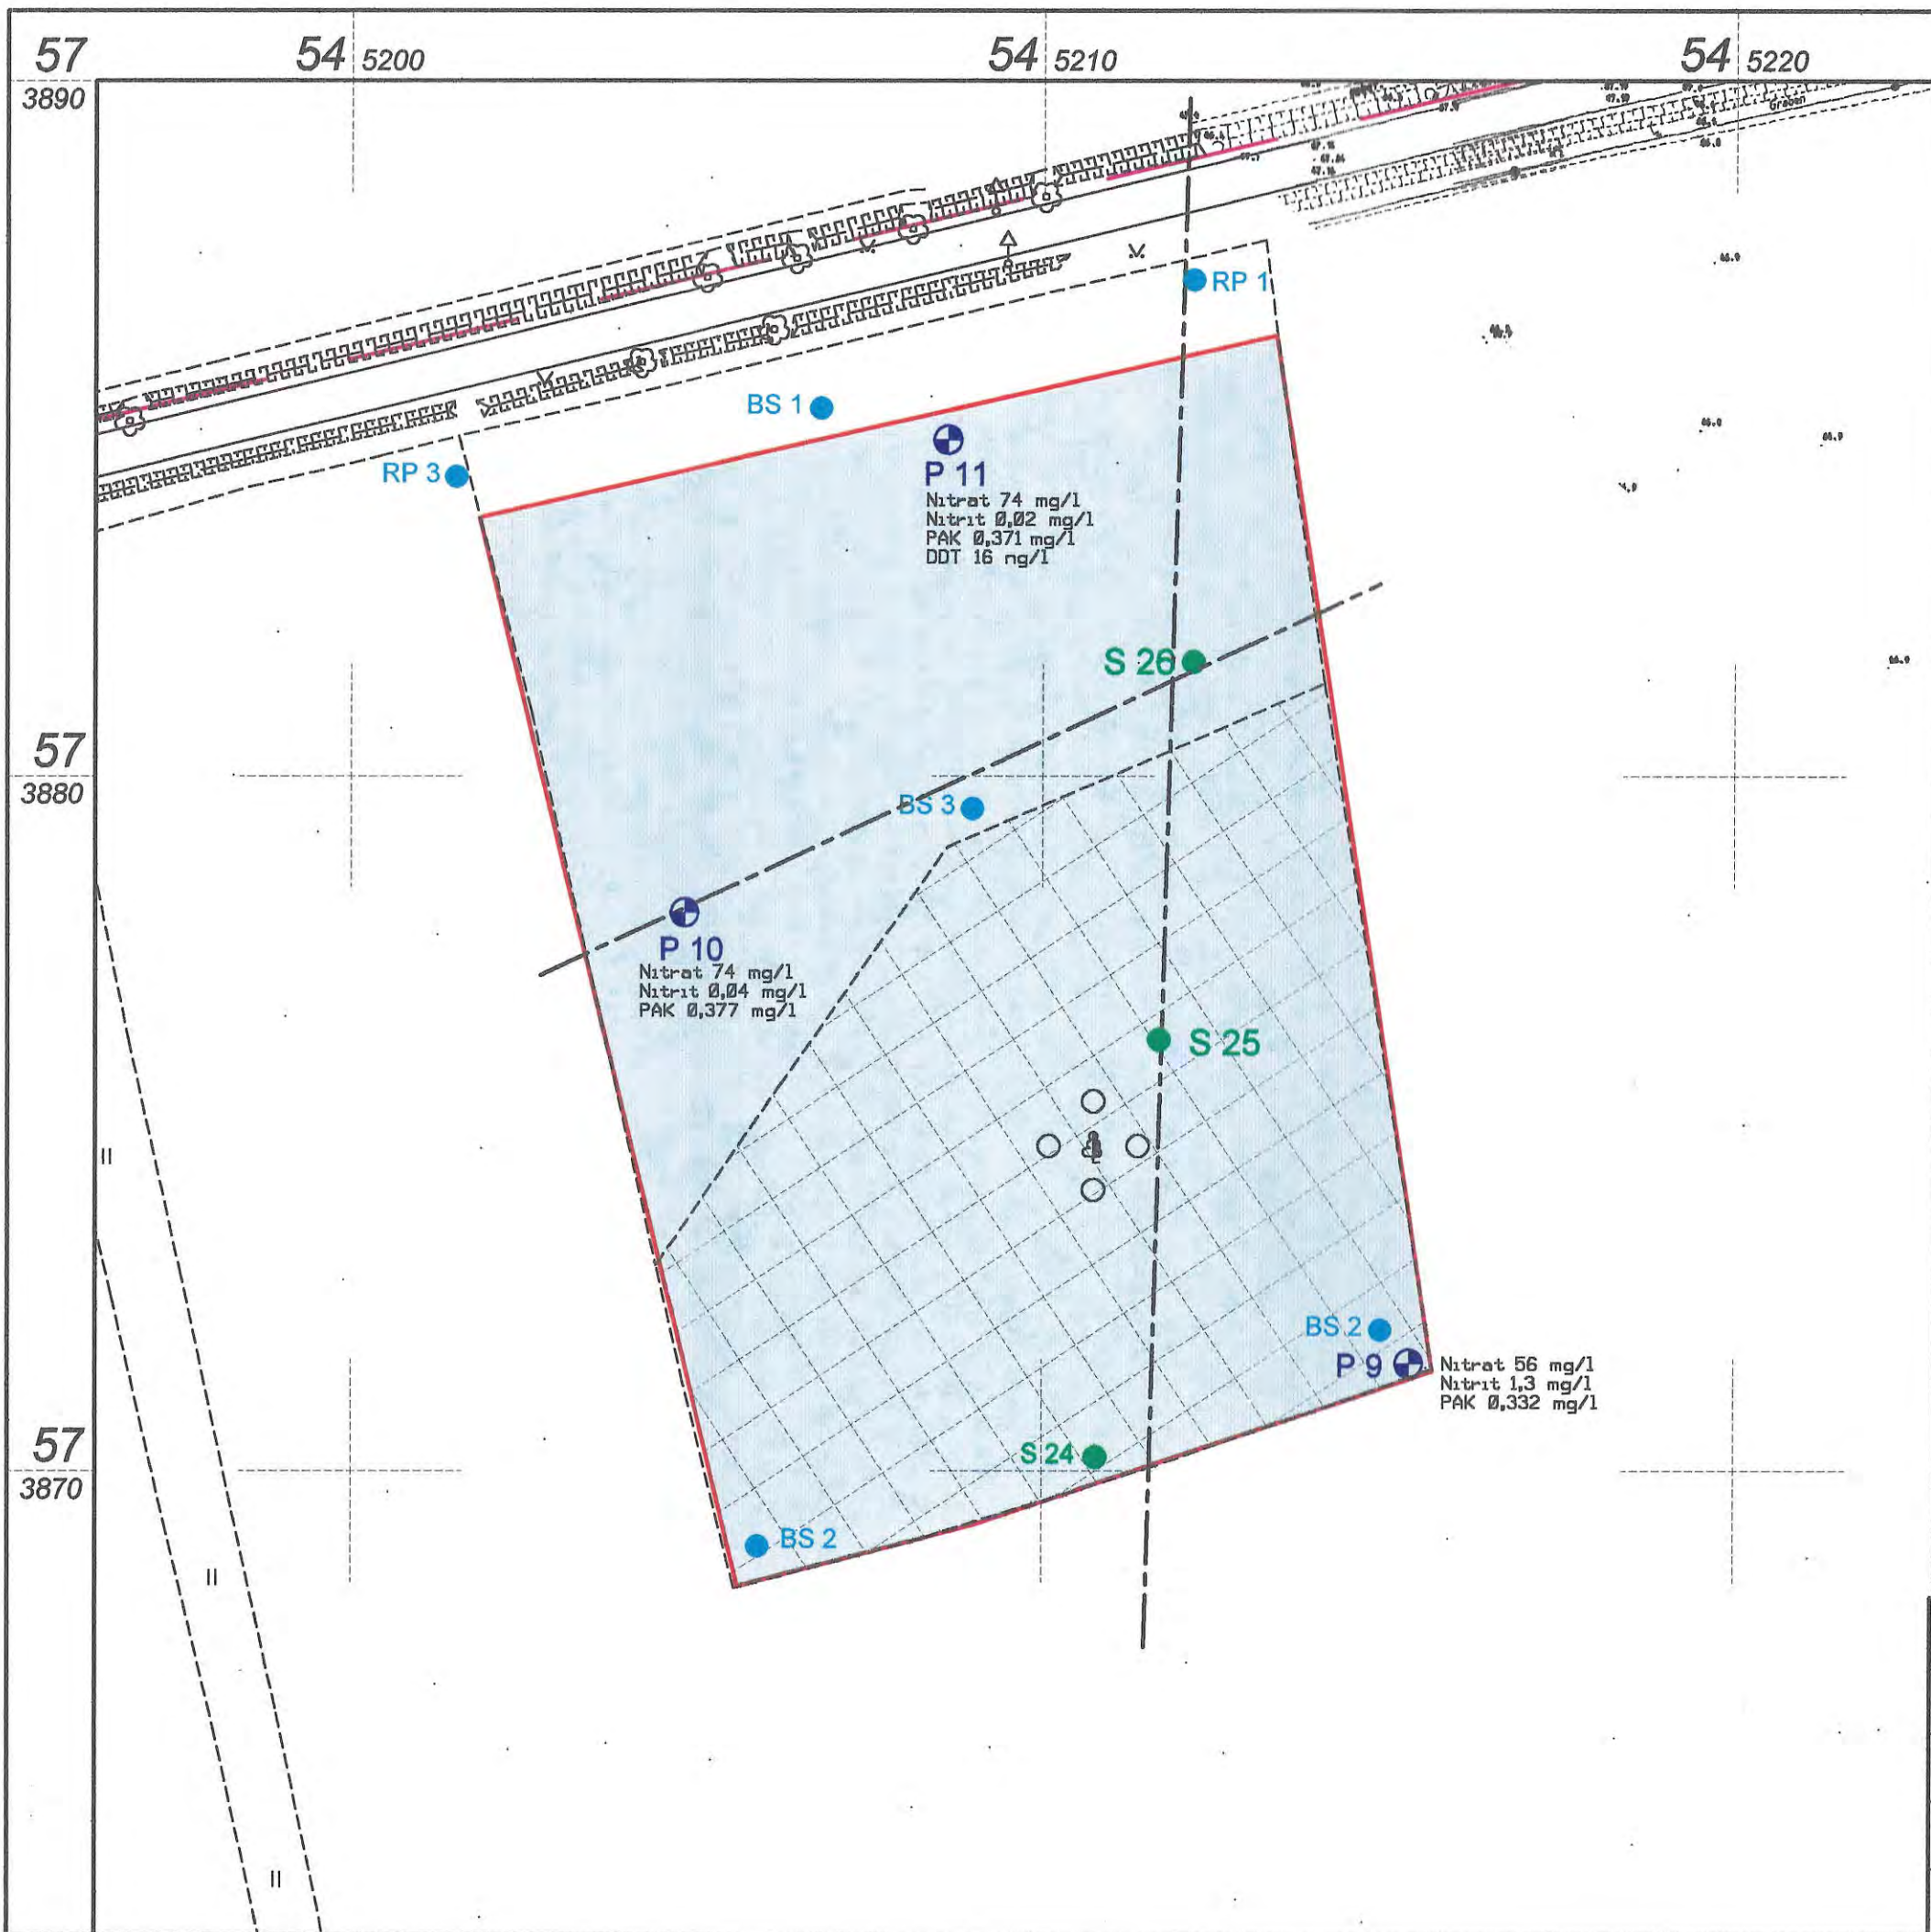 57
3890
54 5200
54 5210
54 5220
Graben
RP 1
BS 1
RP 3
P 11
Nitrat 74 mg/l
Nitrit 0,02 mg/l
PAK 0,371 mg/l
DDT 16 ng/l
S 26
57
3880
BS 3
P 10
Nitrat 74 mg/l
Nitrit 0,04 mg/l
PAK 0,377 mg/l
S 25
BS 2
P 9
Nitrat 56 mg/l
Nitrit 1,3 mg/l
PAK 0,332 mg/l
57
3870
S 24
BS 2